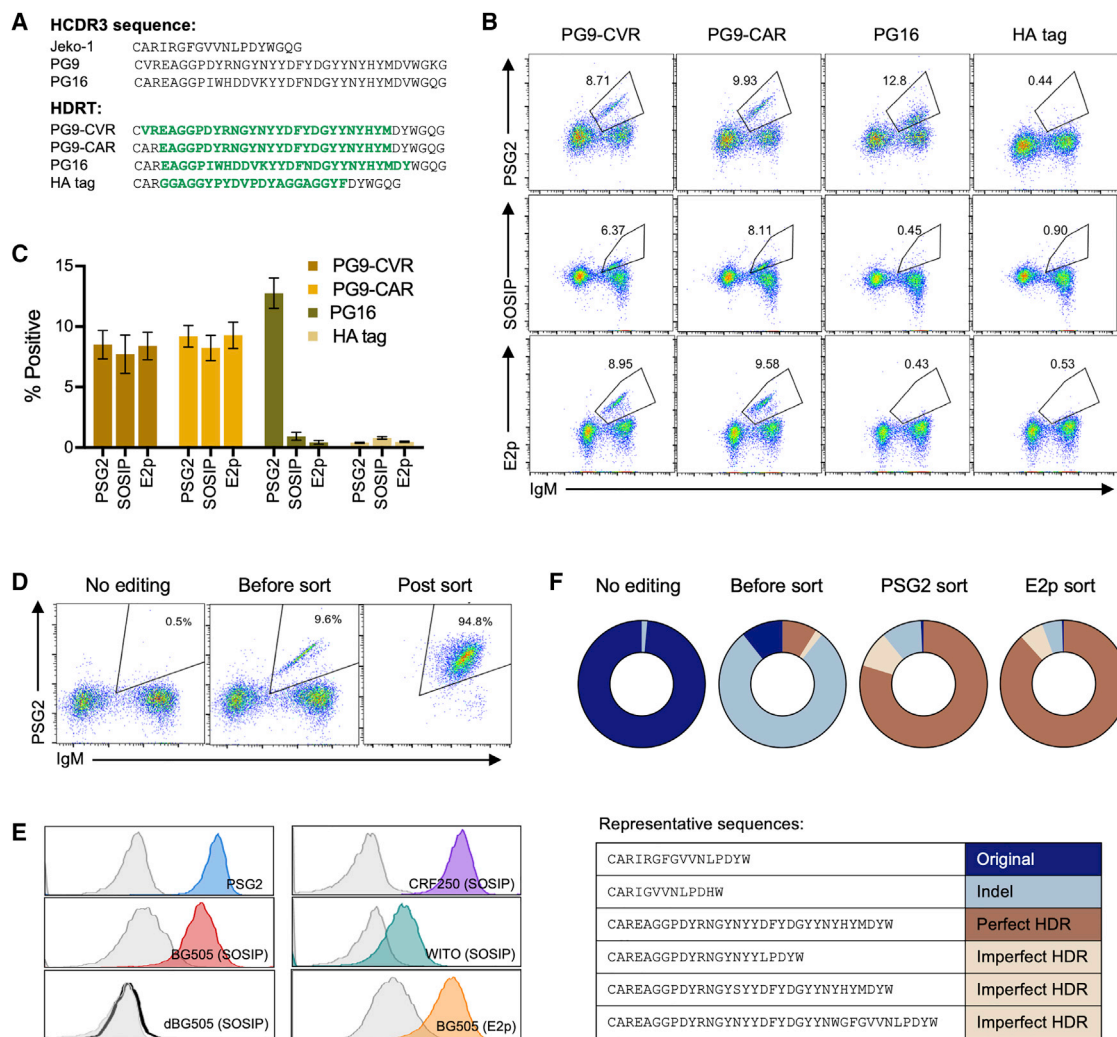 A
HCDR3 sequence:
Jeko-1 CARIRGFGVVNLPDYWGQG
PG9 CVREAGGPDYRNGYNYYDFYDGYYNYHYMDVWGKG
PG16 CAREAGGPIWHDDVKYYDFNDGYYNYHYMDVWGQG
HDRT:
PG9-CVR CVREAGGPDYRNGYNYYDFYDGYYNYHYMDYWGQG
PG9-CAR CAREAGGPDYRNGYNYYDFYDGYYNYHYMDYWGQG
PG16 CAREAGGPIWHDDVKYYDFNDGYYNYHYMDYWGQG
HA tag CARGGAGGYPYDVPDYAGGAGGYFDYWGQG
B
PG9-CVR PG9-CAR PG16 HA tag
PSG2
8.71 9.93 12.8 0.44
SOSIP
6.37 8.11 0.45 0.90
E2p
8.95 9.58 0.43 0.53
IgM
C
% Positive
15
10
5
0
PG9-CVR
PG9-CAR
PG16
HA tag
PSG2 SOSIP E2p PSG2 SOSIP E2p PSG2 SOSIP E2p PSG2 SOSIP E2p
D
No editing Before sort Post sort
PSG2
0.5% 9.6% 94.8%
IgM
E
PSG2
BG505 (SOSIP)
dBG505 (SOSIP)
CRF250 (SOSIP)
WITO (SOSIP)
BG505 (E2p)
F
No editing Before sort PSG2 sort E2p sort
Representative sequences:
CARIRGFGVVNLPDYW Original
CARIGVVNLPDHW Indel
CAREAGGPDYRNGYNYYDFYDGYYNYHYMDYW Perfect HDR
CAREAGGPDYRNGYNYYLPDYW Imperfect HDR
CAREAGGPDYRNGYSYYDFYDGYYNYHYMDYW Imperfect HDR
CAREAGGPDYRNGYNYYDFYDGYYNWGFGVVNLPDYW Imperfect HDR